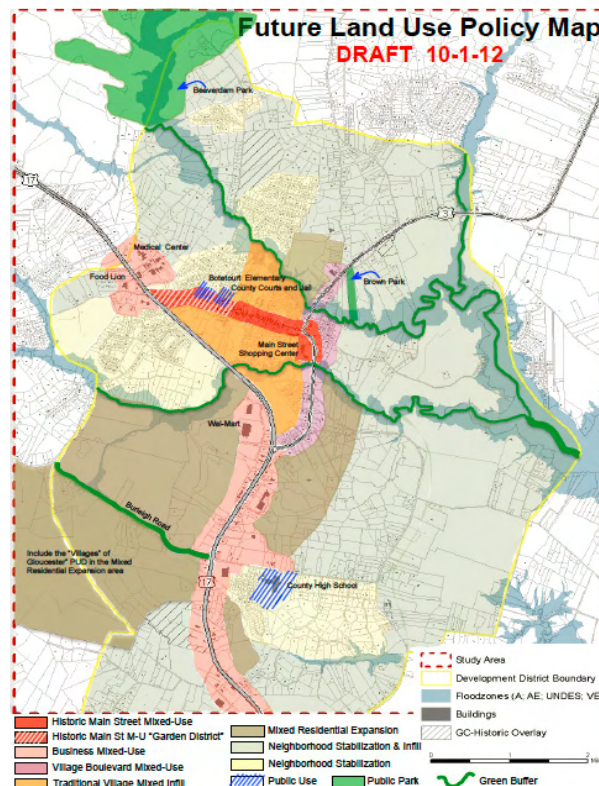 Future Land Use Policy Map
DRAFT 10-1-12
Beaverdam Park
17
3
Medical Center
Food Lion
Botetourt Elementary
County Courts and Jail
Brown Park
Main Street
Shopping Center
Wal-Mart
Burleigh Road
Include the "Villages of
Gloucester" PUD in the Mixed
Residential Expansion area
17
County High School
Study Area
Development District Boundary
Floodzones (A; AE; UNDES; VE
Buildings
GC-Historic Overlay
0 1 2
Historic Main Street Mixed-Use
Historic Main St M-U "Garden District"
Business Mixed-Use
Village Boulevard Mixed-Use
Traditional Village Mixed Infill
Mixed Residential Expansion
Neighborhood Stabilization & Infill
Neighborhood Stabilization
Public Use
Public Park
Green Buffer